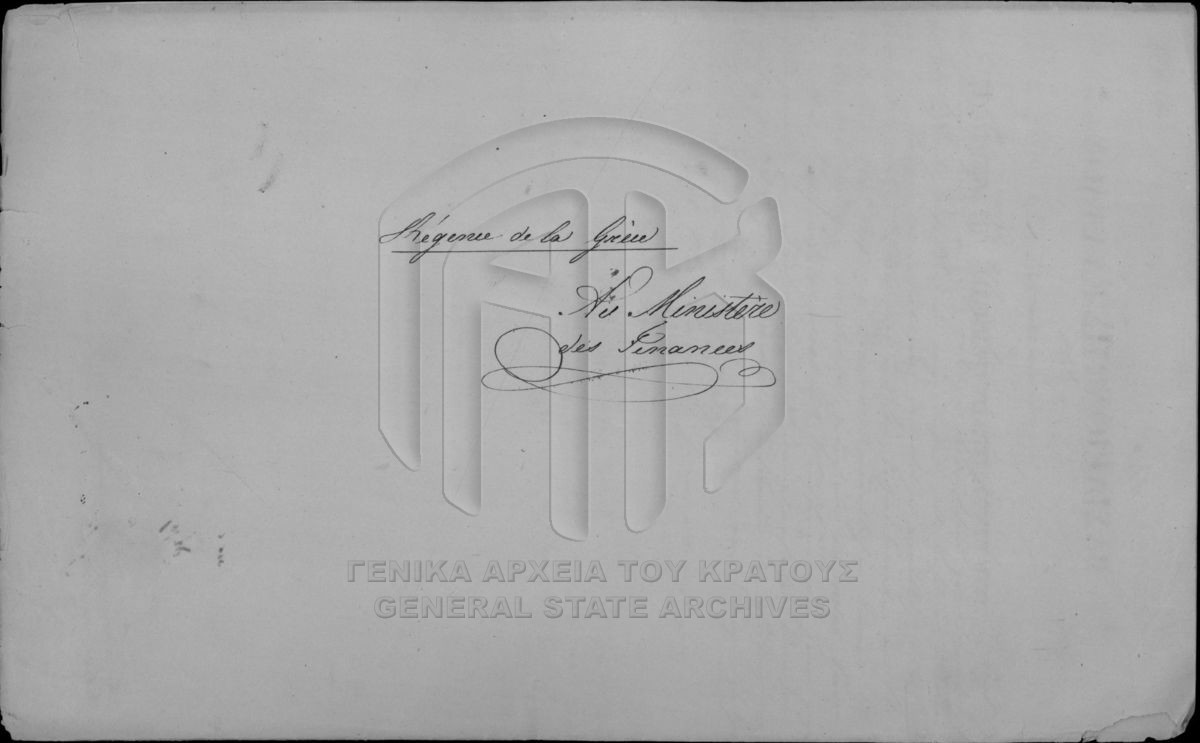 Régence de la Grèce
Au Ministère
des Finances
ΓΕΝΙΚΑ ΑΡΧΕΙΑ ΤΟΥ ΚΡΑΤΟΥΣ
GENERAL STATE ARCHIVES